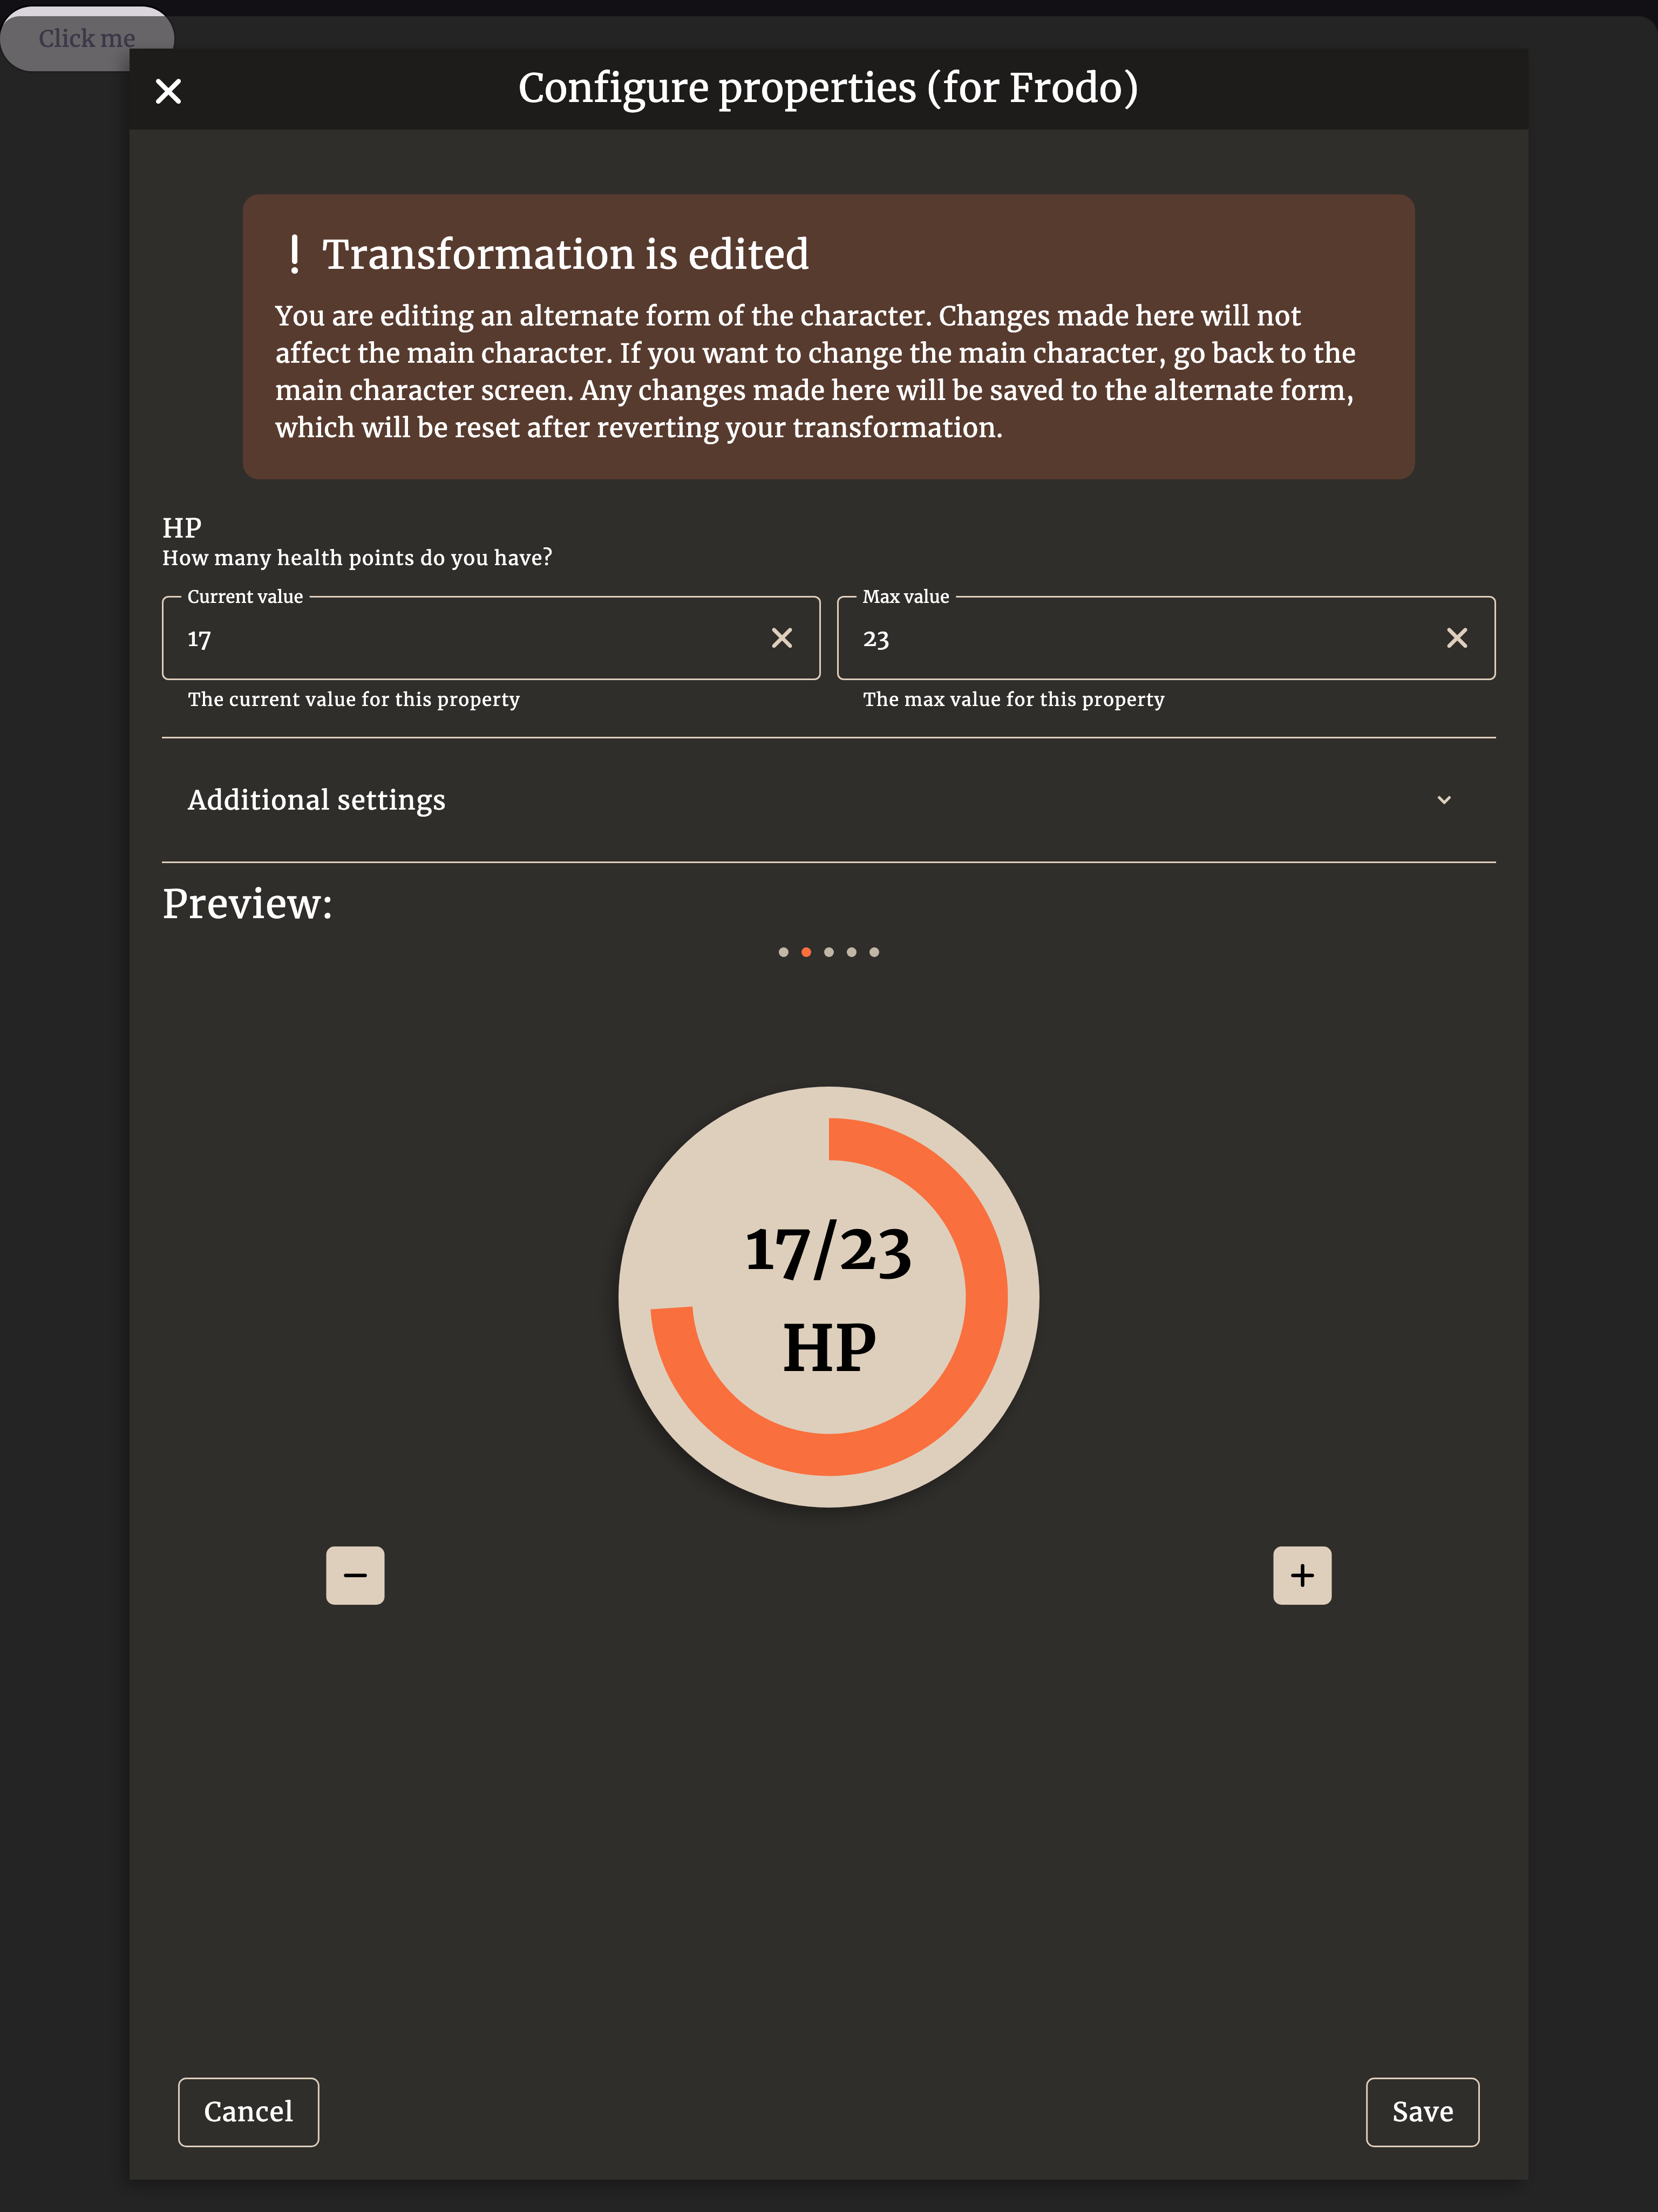 Click me
Configure properties (for Frodo)
Transformation is edited
You are editing an alternate form of the character. Changes made here will not
affect the main character. If you want to change the main character, go back to the
main character screen. Any changes made here will be saved to the alternate form,
which will be reset after reverting your transformation.
HP
How many health points do you have?
Current value
17
The current value for this property
Max value
23
The max value for this property
Additional settings
Preview:
17/23
HP
Cancel
Save